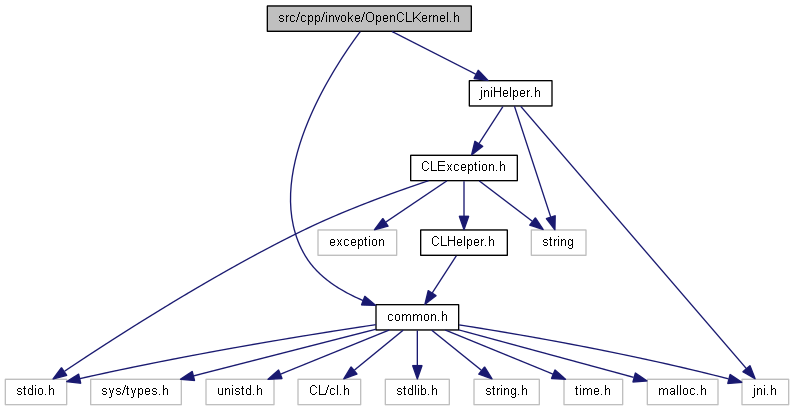 src/cpp/invoke/OpenCLKernel.h
jniHelper.h
CLException.h
exception
CLHelper.h
string
common.h
stdio.h
sys/types.h
unistd.h
CL/cl.h
stdlib.h
string.h
time.h
malloc.h
jni.h